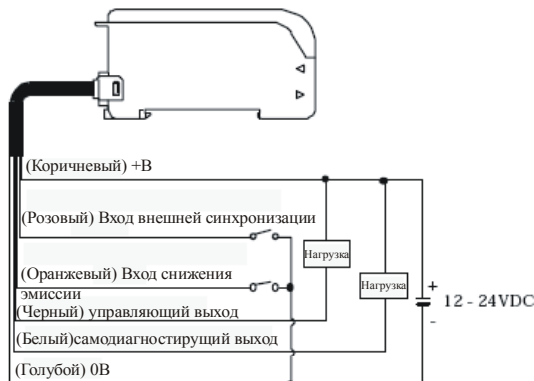 (Коричневый) +В
(Розовый) Вход внешней синхронизации
Нагрузка
(Оранжевый) Вход снижения
эмиссии
Нагрузка
+
12 - 24VDC
-
(Черный) управляющий выход
(Белый)самодиагностирущий выход
(Голубой) 0В